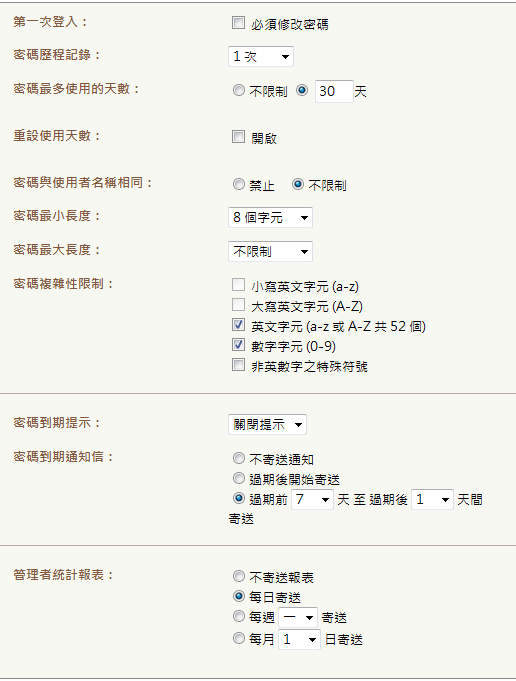 第一次登入： 必須修改密碼
密碼歷程記錄： 1 次
密碼最多使用的天數： 不限制 30 天
重設使用天數： 開啟
密碼與使用者名稱相同： 禁止 不限制
密碼最小長度： 8 個字元
密碼最大長度： 不限制
密碼複雜性限制： 小寫英文字元 (a-z)
大寫英文字元 (A-Z)
英文字元 (a-z 或 A-Z 共 52 個)
數字字元 (0-9)
非英數字之特殊符號
密碼到期提示： 關閉提示
密碼到期通知信： 不寄送通知
過期後開始寄送
過期前 7 天 至 過期後 1 天間
寄送
管理者統計報表： 不寄送報表
每日寄送
每週 一 寄送
每月 1 日寄送